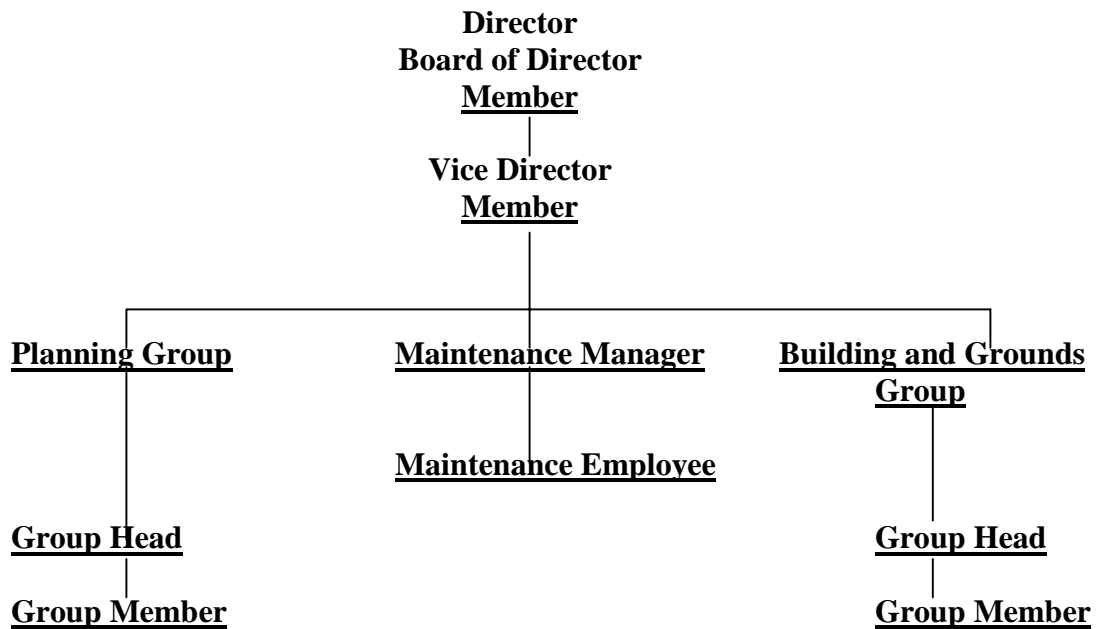 Director
Board of Director
Member
Vice Director
Member
Planning Group
Maintenance Manager
Building and Grounds
Group
Maintenance Employee
Group Head
Group Head
Group Member
Group Member